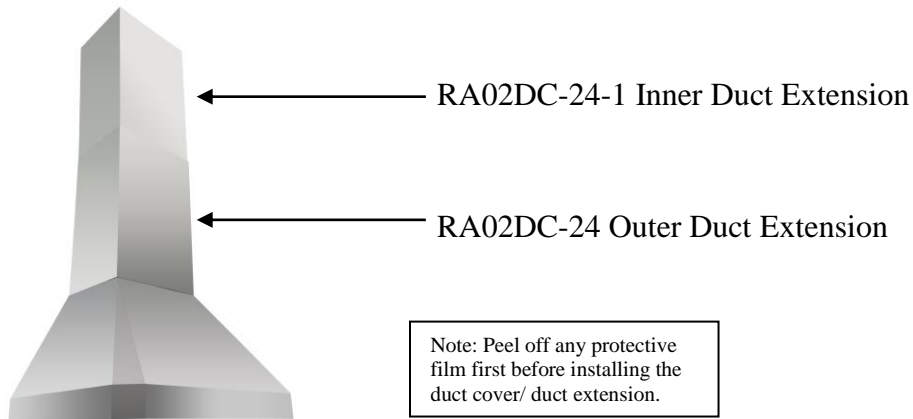 RA02DC-24-1 Inner Duct Extension
RA02DC-24 Outer Duct Extension
Note: Peel off any protective
film first before installing the
duct cover/ duct extension.